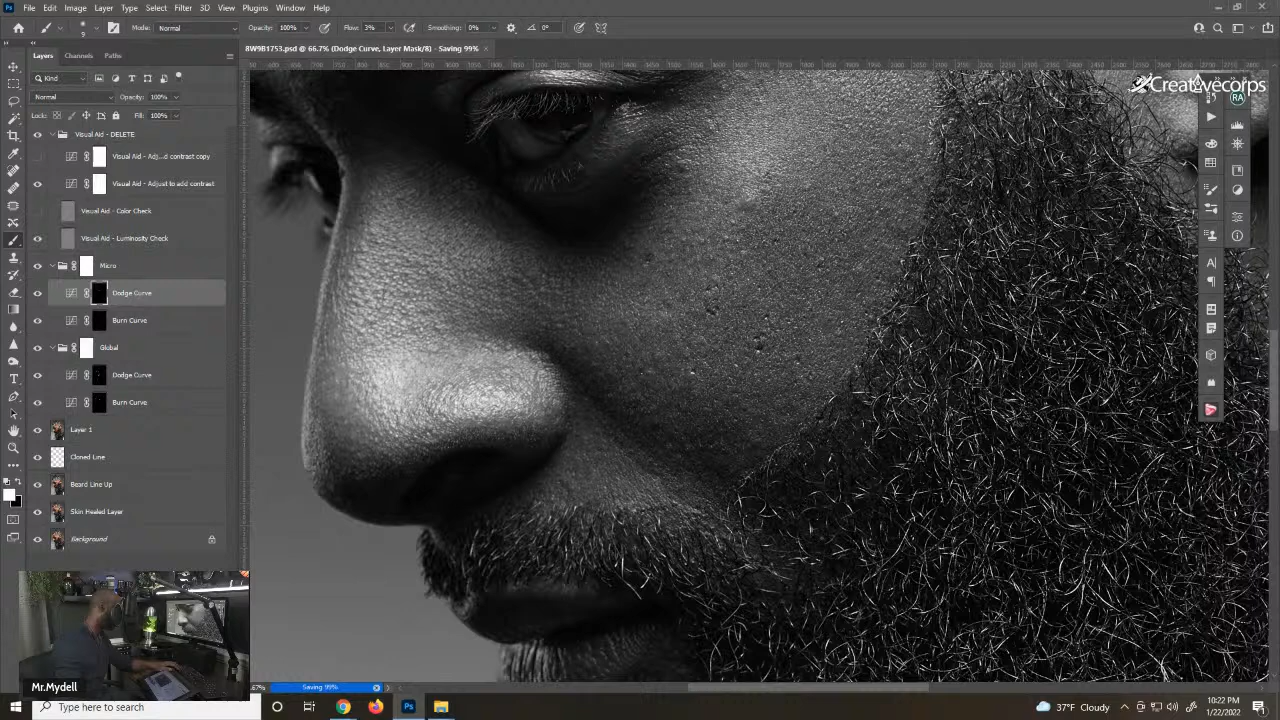 File Edit Image Layer Type Select Filter 3D View Plugins Window Help
Mode: Normal Opacity: 100% Flow: 3% Smoothing: 0% 0°
8W9B1753.psd @ 66.7% (Dodge Curve, Layer Mask/8) - Saving 99% ×
Layers Channels Paths
Kind
Normal Opacity: 100%
Lock: Fill: 100%
Visual Aid - DELETE
Visual Aid - Adj...d contrast copy
Visual Aid - Adjust to add contrast
Visual Aid - Color Check
Visual Aid - Luminosity Check
Micro
Dodge Curve
Burn Curve
Global
Dodge Curve
Burn Curve
Layer 1
Cloned Line
Beard Line Up
Skin Healed Layer
Background
Creativecorps
RA
Mr.Mydell
Saving 99%
Type here to search
37°F Cloudy
10:22 PM
1/22/2022